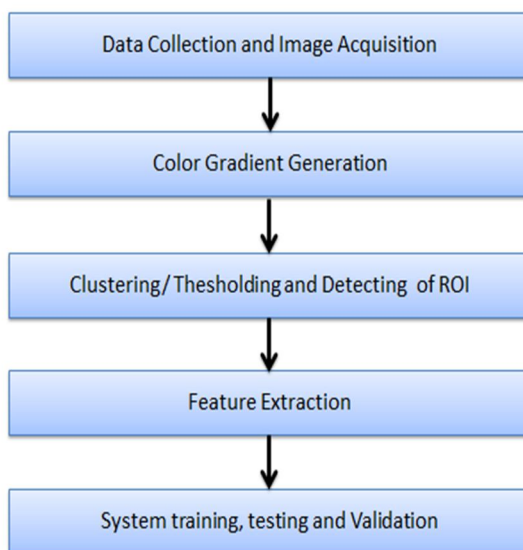 Data Collection and Image Acquisition
Color Gradient Generation
Clustering/ Thesholding and Detecting of ROI
Feature Extraction
System training, testing and Validation